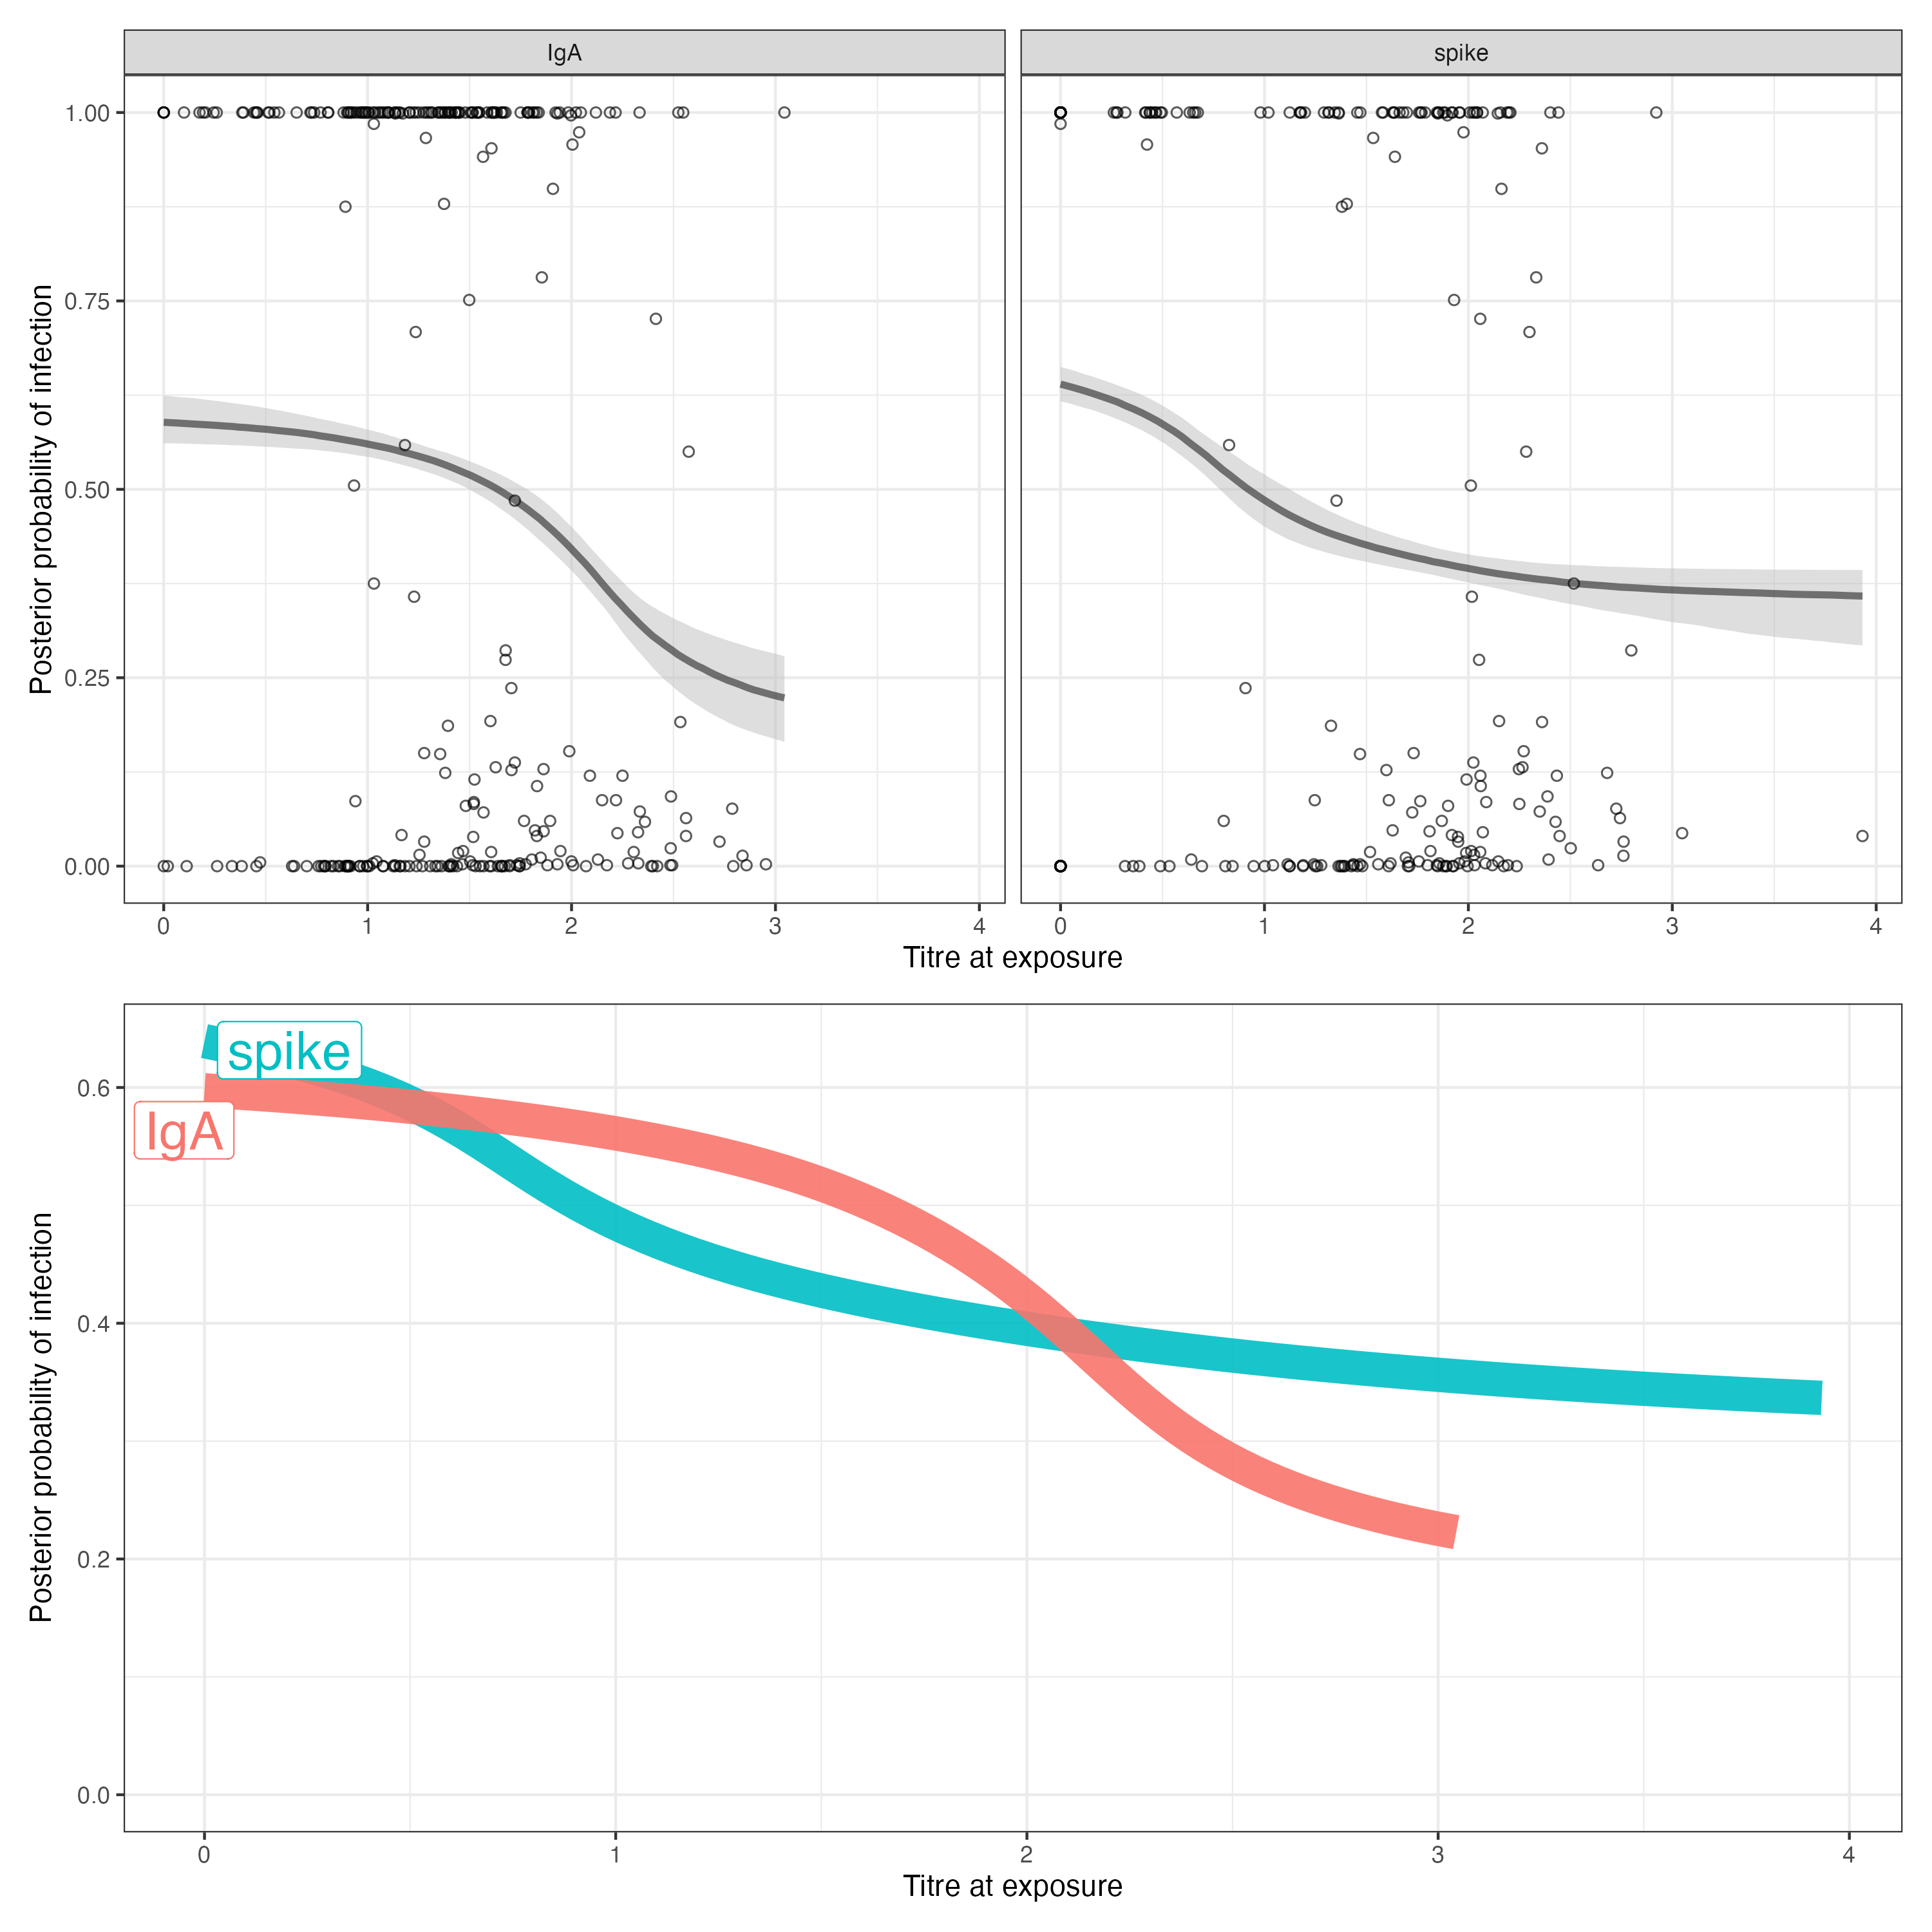 IgA
spike
Posterior probability of infection
1.00
0.75
0.50
0.25
0.00
0 1 2 3 4
0 1 2 3 4
Titre at exposure
spike
IgA
Posterior probability of infection
0.6
0.4
0.2
0.0
0 1 2 3 4
Titre at exposure